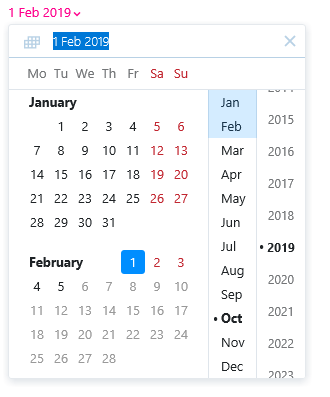 1 Feb 2019
1 Feb 2019
Mo Tu We Th Fr Sa Su
January
1 2 3 4 5 6
7 8 9 10 11 12 13
14 15 16 17 18 19 20
21 22 23 24 25 26 27
28 29 30 31
February 1 2 3
4 5 6 7 8 9 10
11 12 13 14 15 16 17
18 19 20 21 22 23 24
25 26 27 28
Jan
Feb
Mar
Apr
May
Jun
Jul
Aug
Sep
• Oct
Nov
Dec
2014
2015
2016
2017
2018
• 2019
2020
2021
2022
2023